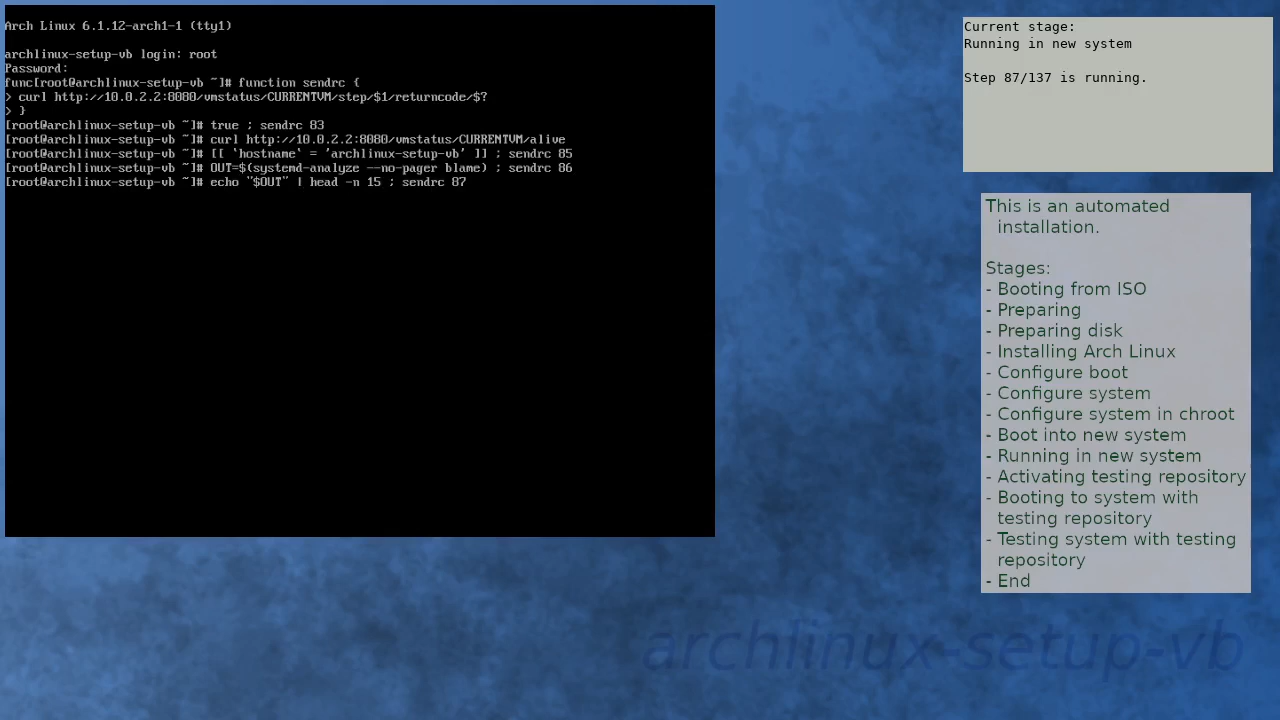 Arch Linux 6.1.12-arch1-1 (tty1)
archlinux-setup-vb login: root
Password:
func[root@archlinux-setup-vb ~]# function sendrc {
> curl http://10.0.2.2:8080/vmstatus/CURRENTVM/step/$1/returncode/$?
> }
[root@archlinux-setup-vb ~]# true ; sendrc 83
[root@archlinux-setup-vb ~]# curl http://10.0.2.2:8080/vmstatus/CURRENTVM/alive
[root@archlinux-setup-vb ~]# [[ `hostname` = 'archlinux-setup-vb' ]] ; sendrc 85
[root@archlinux-setup-vb ~]# OUT=$(systemd-analyze --no-pager blame) ; sendrc 86
[root@archlinux-setup-vb ~]# echo "$OUT" | head -n 15 ; sendrc 87
Current stage:
Running in new system
Step 87/137 is running.
This is an automated
installation.
Stages:
- Booting from ISO
- Preparing
- Preparing disk
- Installing Arch Linux
- Configure boot
- Configure system
- Configure system in chroot
- Boot into new system
- Running in new system
- Activating testing repository
- Booting to system with
testing repository
- Testing system with testing
repository
- End
archlinux-setup-vb